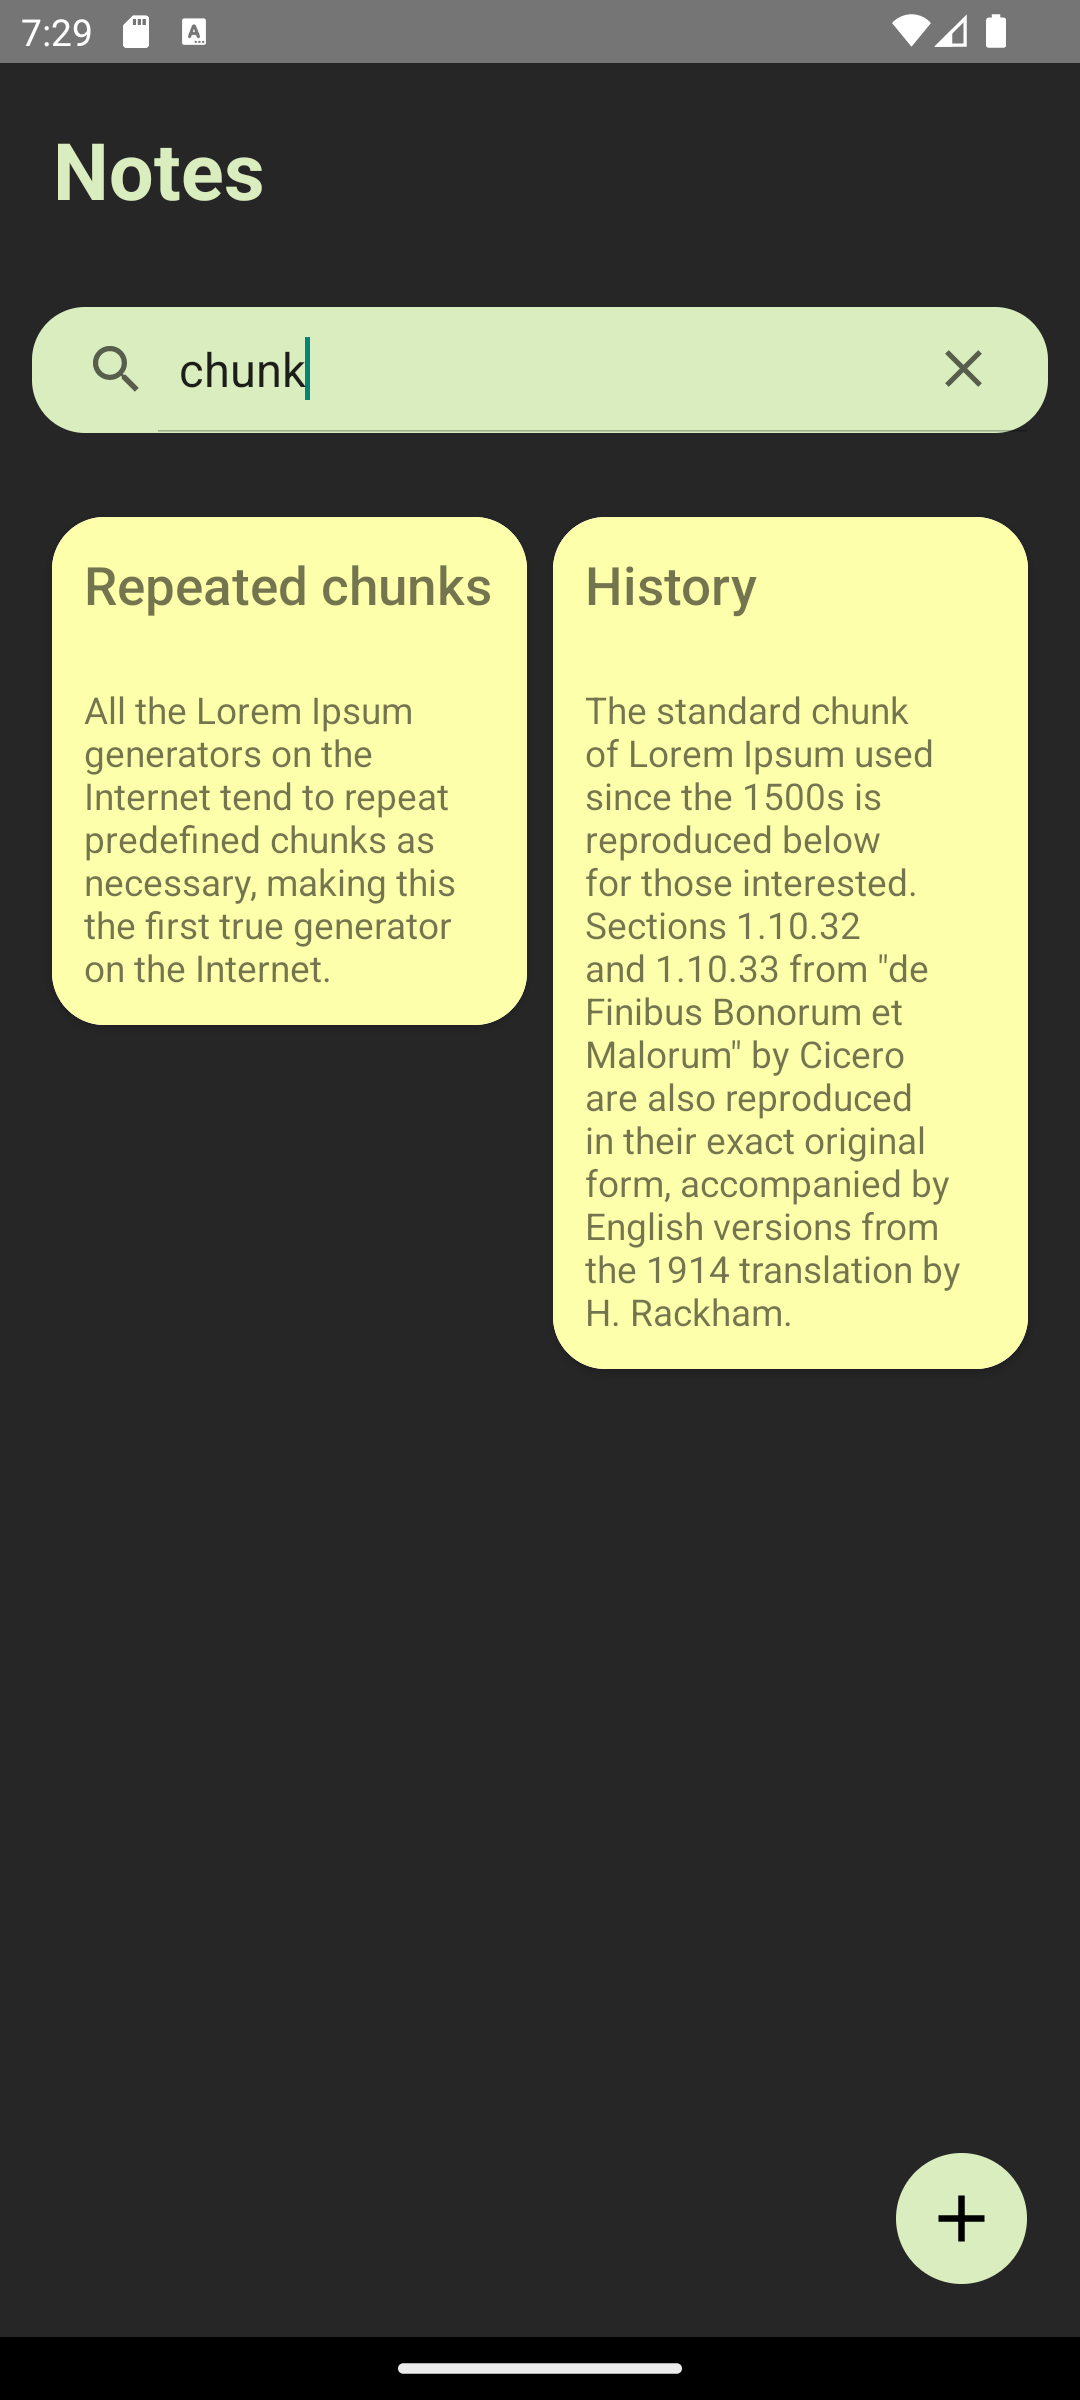 7:29
Notes
chunk
Repeated chunks
All the Lorem Ipsum
generators on the
Internet tend to repeat
predefined chunks as
necessary, making this
the first true generator
on the Internet.
History
The standard chunk
of Lorem Ipsum used
since the 1500s is
reproduced below
for those interested.
Sections 1.10.32
and 1.10.33 from "de
Finibus Bonorum et
Malorum" by Cicero
are also reproduced
in their exact original
form, accompanied by
English versions from
the 1914 translation by
H. Rackham.